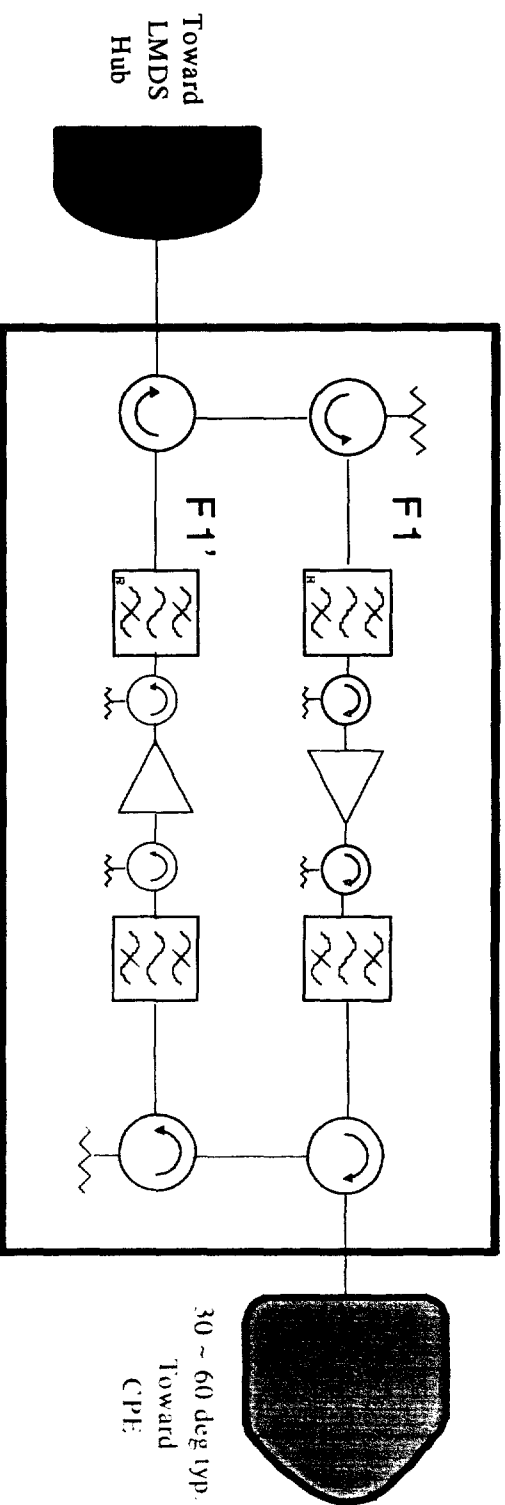 Toward
LMDS
Hub
F1
H
F1'
R
30 ~ 60 deg typ.
Toward
CPE